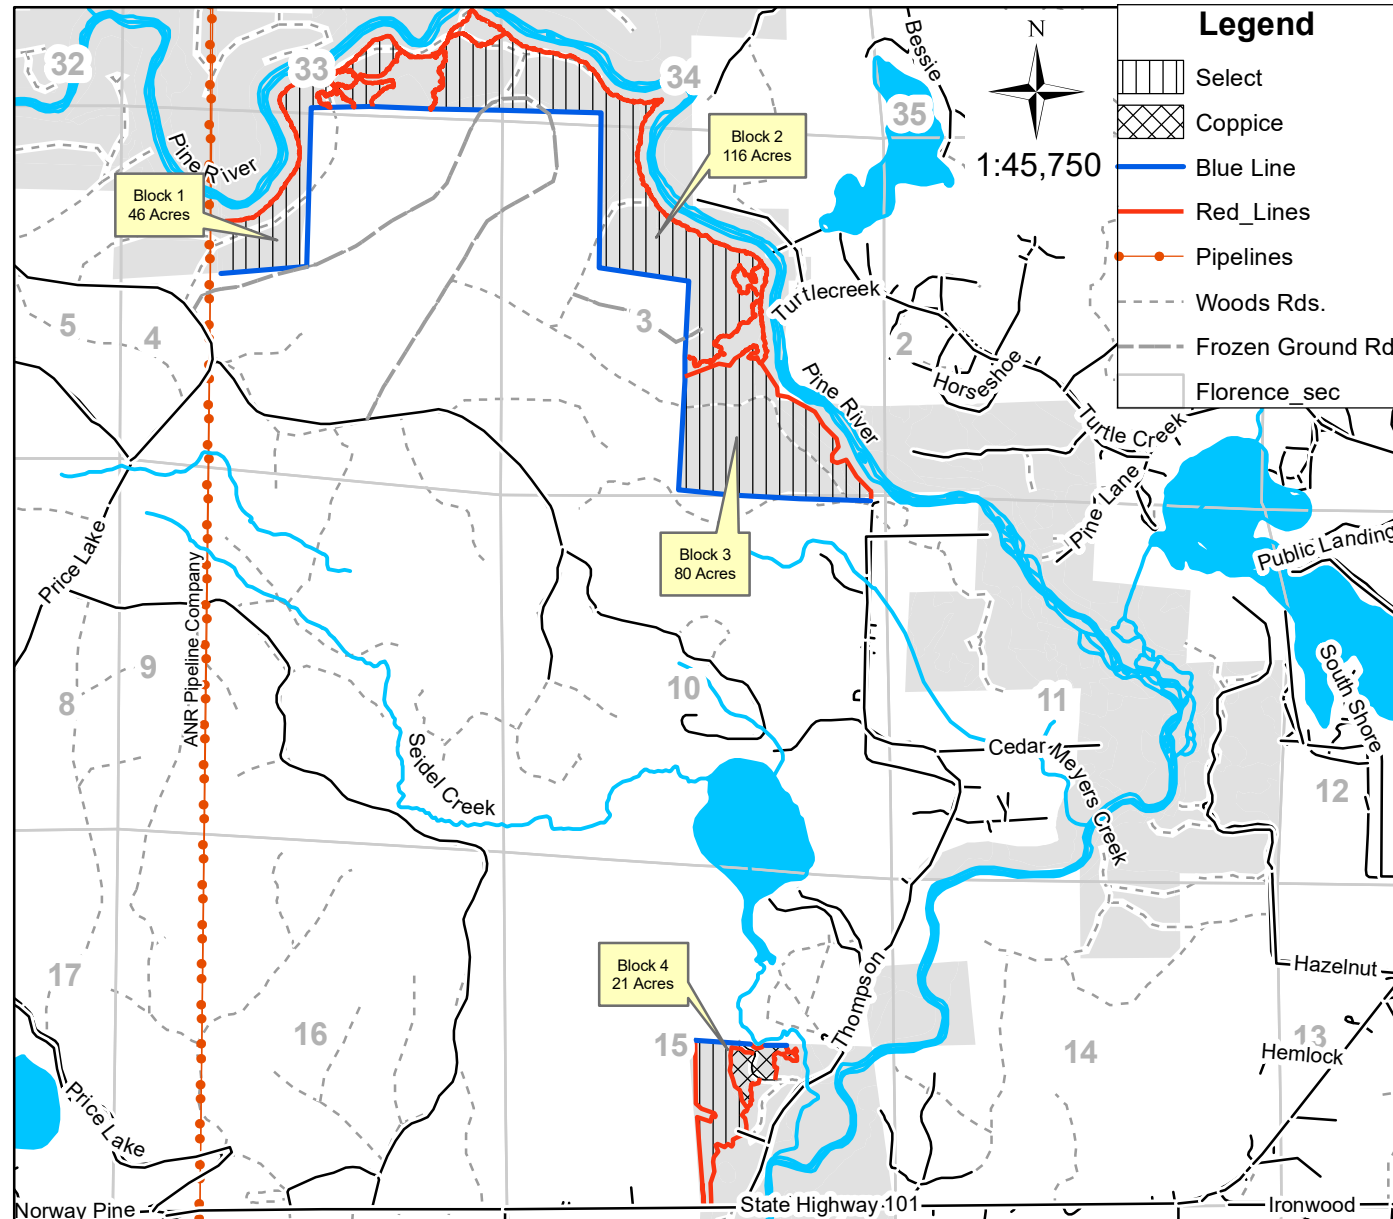 Legend
Select
Coppice
Blue Line
Red_Lines
Pipelines
Woods Rds.
Frozen Ground Rd
Florence_sec
N
1:45,750
32
33
34
35
Bessie
Pine River
Block 1
46 Acres
Block 2
116 Acres
5
4
3
2
Turtlecreek
Horseshoe
Pine River
Turtle Creek
Pine Lane
Public Landing
Price Lake
ANR Pipeline Company
Block 3
80 Acres
8
9
10
11
12
South Shore
Seidel Creek
Cedar
Meyers Creek
Block 4
21 Acres
Thompson
Hazelnut
17
16
15
14
13
Hemlock
Price Lake
Norway Pine
State Highway 101
Ironwood